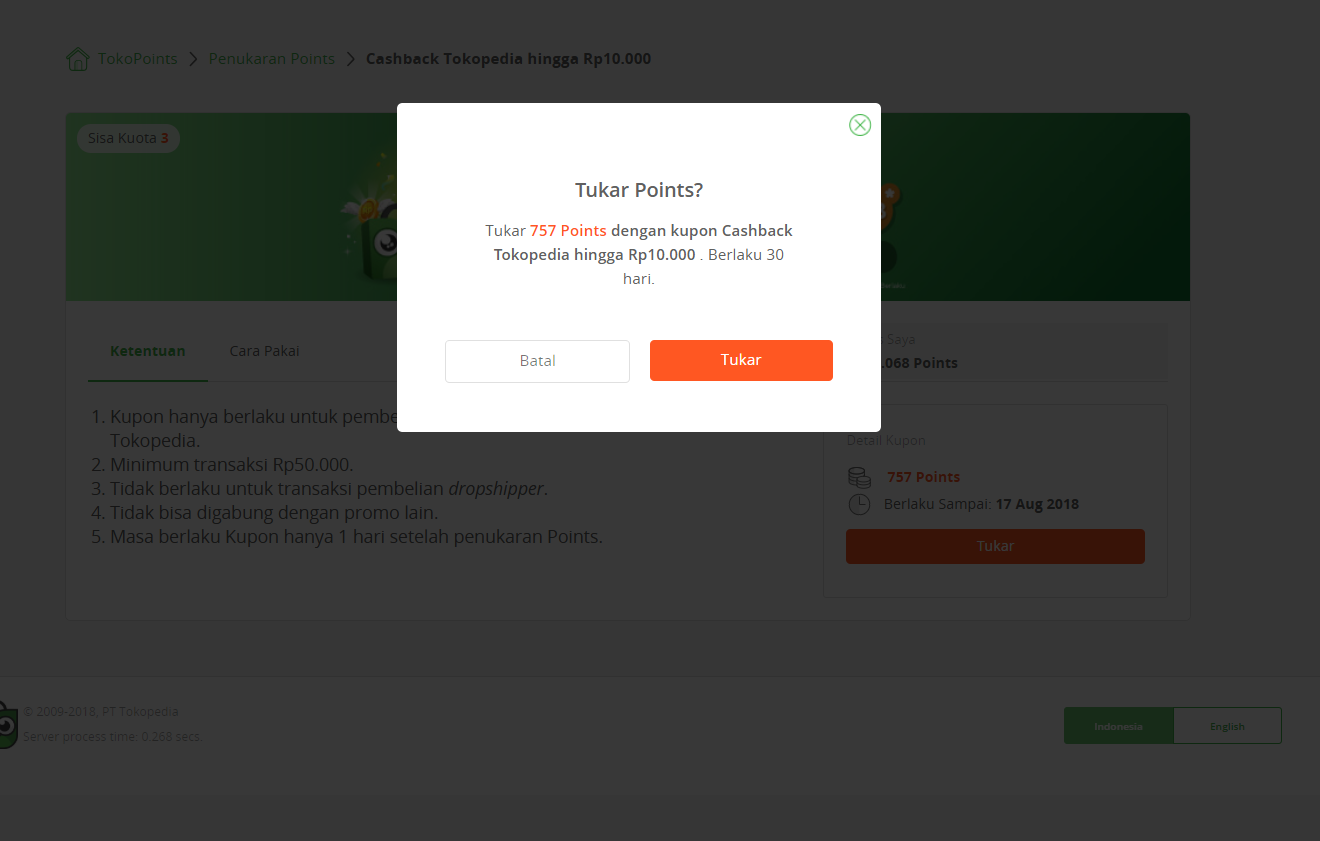 TokoPoints > Penukaran Points > Cashback Tokopedia hingga Rp10.000
Sisa Kuota 3
Tukar Points?
Tukar 757 Points dengan kupon Cashback
Tokopedia hingga Rp10.000 . Berlaku 30
hari.
Batal
Tukar
Ketentuan
Cara Pakai
1. Kupon hanya berlaku untuk
Tokopedia.
2. Minimum transaksi Rp50.000.
3. Tidak berlaku untuk transaksi pembelian dropshipper.
4. Tidak bisa digabung dengan promo lain.
5. Masa berlaku Kupon hanya 1 hari setelah penukaran Points.
Saya
.068 Points
Detail Kupon
757 Points
Berlaku Sampai: 17 Aug 2018
Tukar
© 2009-2018, PT Tokopedia
Server process time: 0.268 secs.
Indonesia
English